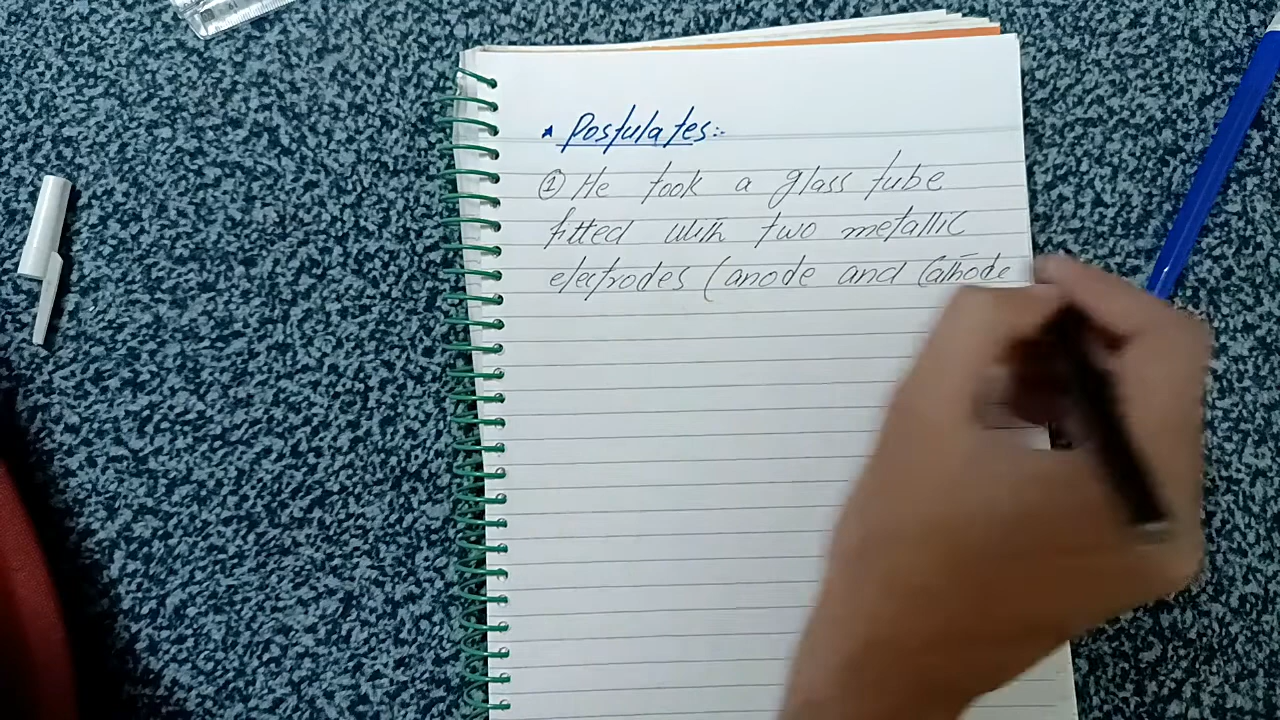 * Postulates:-
① He took a glass tube
fitted with two metallic
electrodes (anode and Cathode